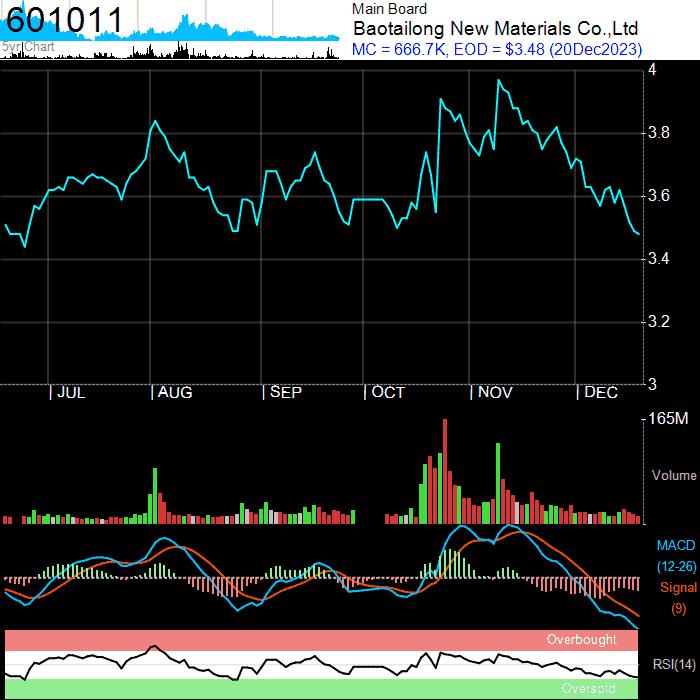 601011
5yr Chart
Main Board
Baotailong New Materials Co.,Ltd
MC = 666.7K, EOD = $3.48 (20Dec2023)
4
3.8
3.6
3.4
3.2
3
| JUL | AUG | SEP | OCT | NOV | DEC
165M
Volume
MACD
(12-26)
Signal
(9)
Overbought
RSI(14)
Oversold